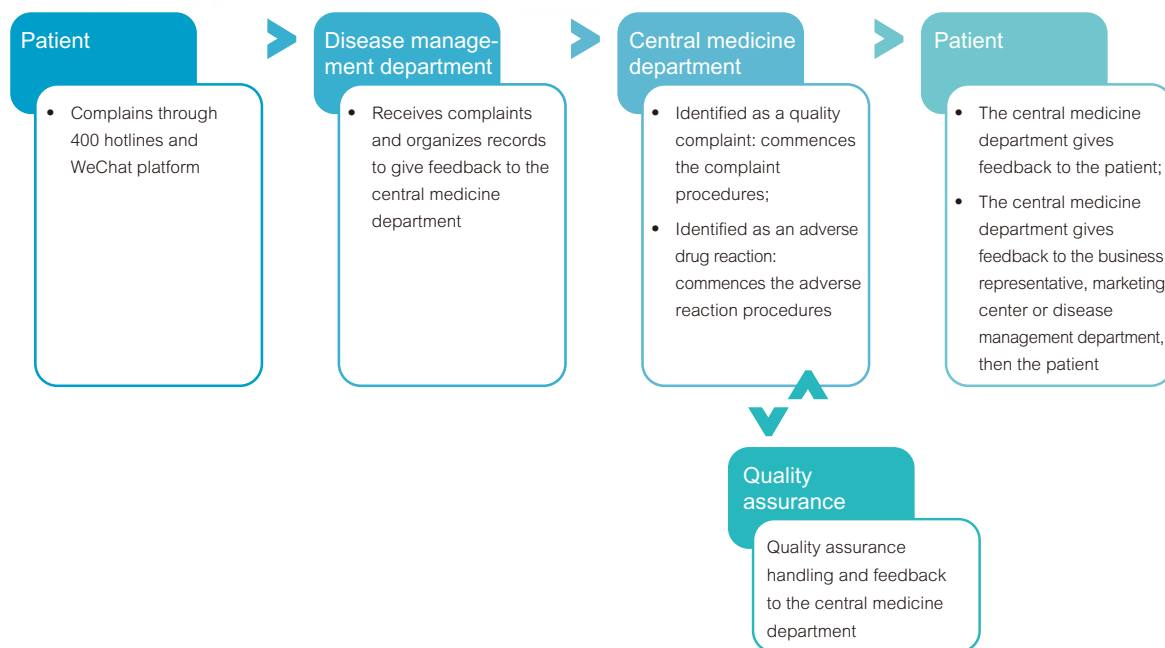 Patient
Complains through
400 hotlines and
WeChat platform
Disease manage-
ment department
Receives complaints
and organizes records
to give feedback to the
central medicine
department
Central medicine
department
Identified as a quality
complaint: commences
the complaint
procedures;
Identified as an adverse
drug reaction:
commences the adverse
reaction procedures
Patient
The central medicine
department gives
feedback to the patient;
The central medicine
department gives
feedback to the business
representative, marketing
center or disease
management department,
then the patient
Quality
assurance
Quality assurance
handling and feedback
to the central medicine
department